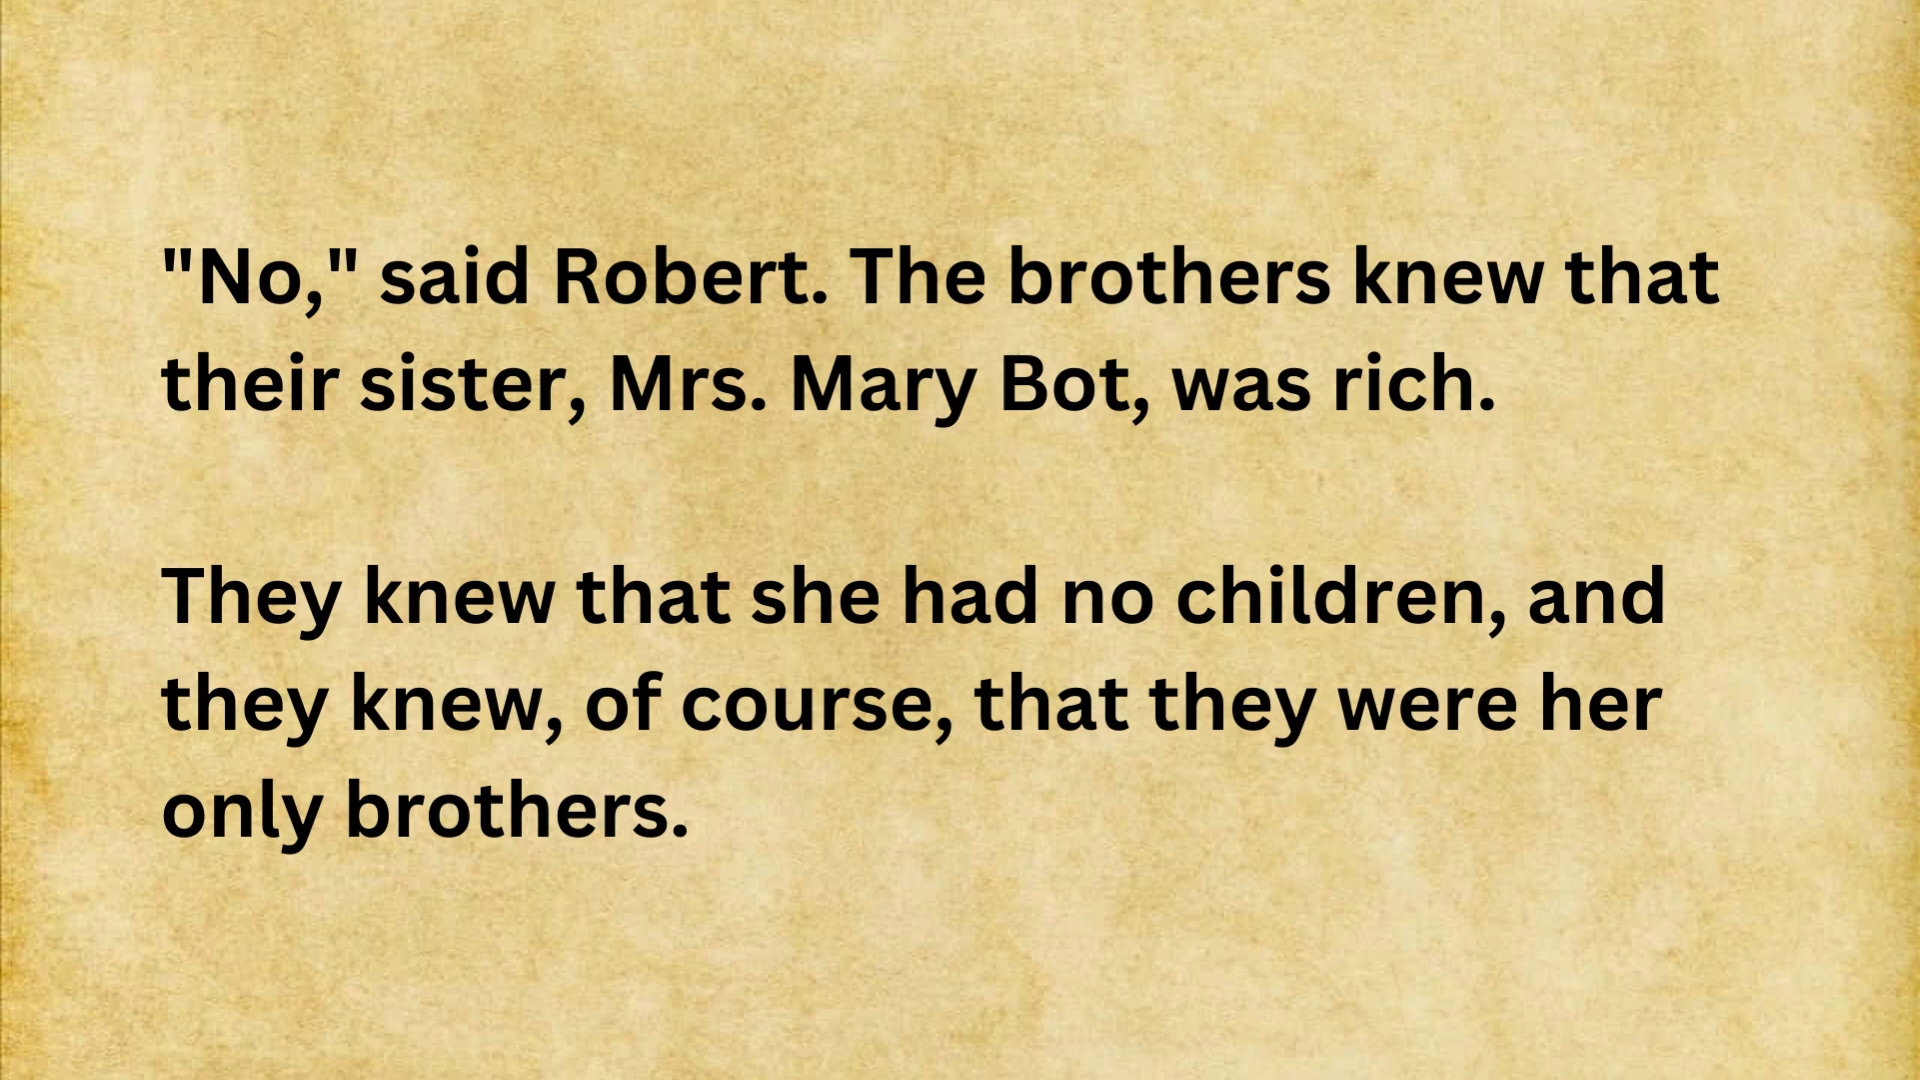 "No," said Robert. The brothers knew that
their sister, Mrs. Mary Bot, was rich.
They knew that she had no children, and
they knew, of course, that they were her
only brothers.